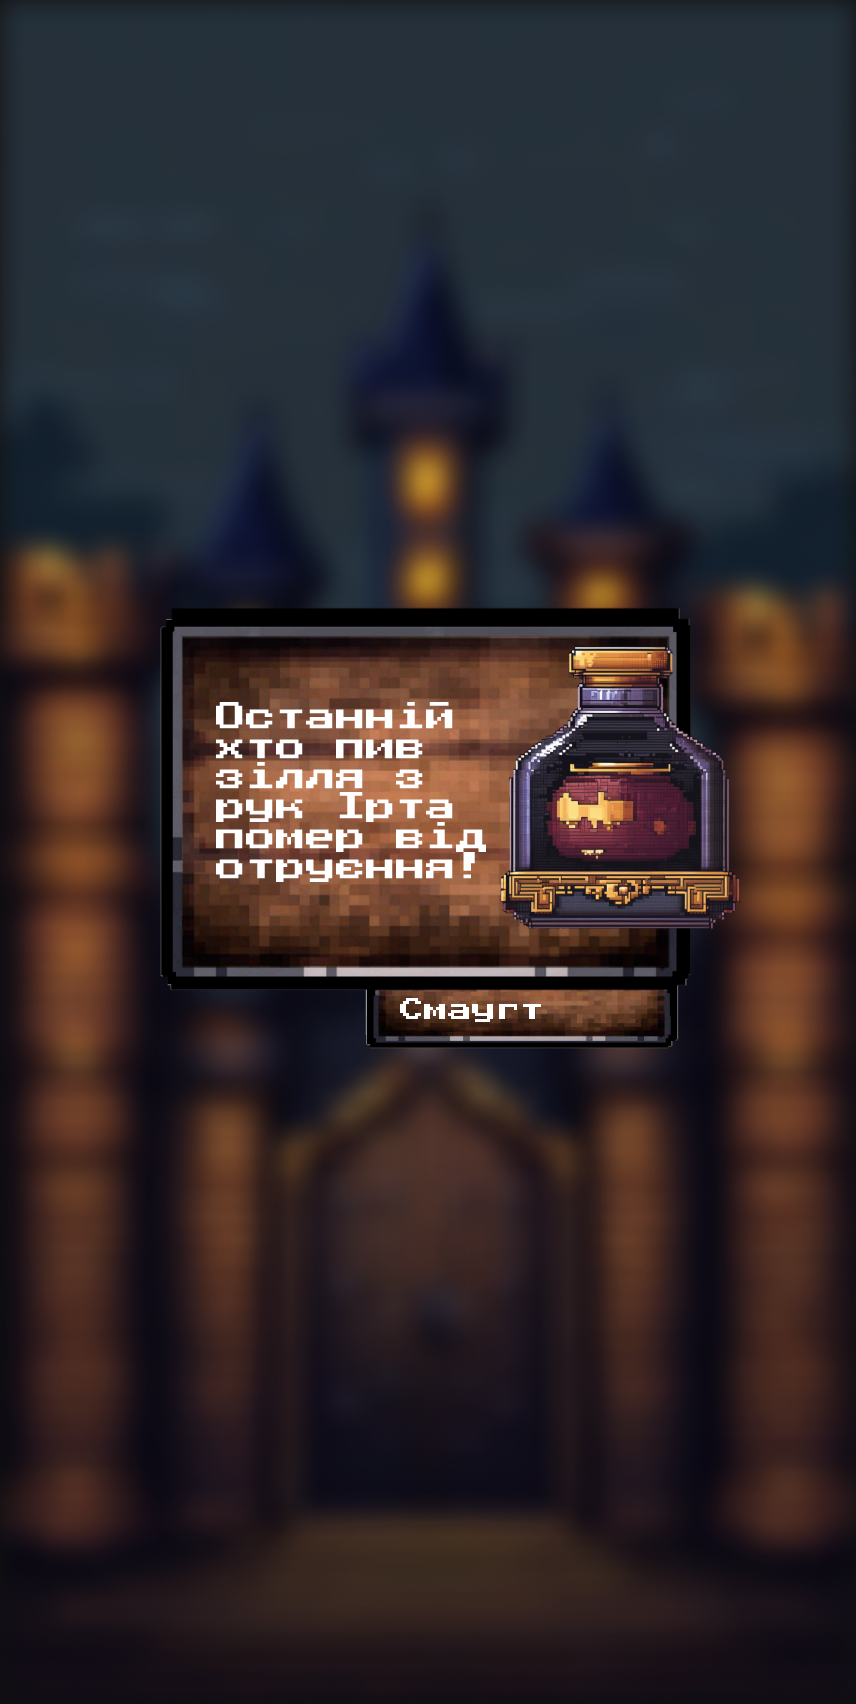 Останній
хто пив
зілля з
рук Ірта
помер від
отруєння!
Смаугт